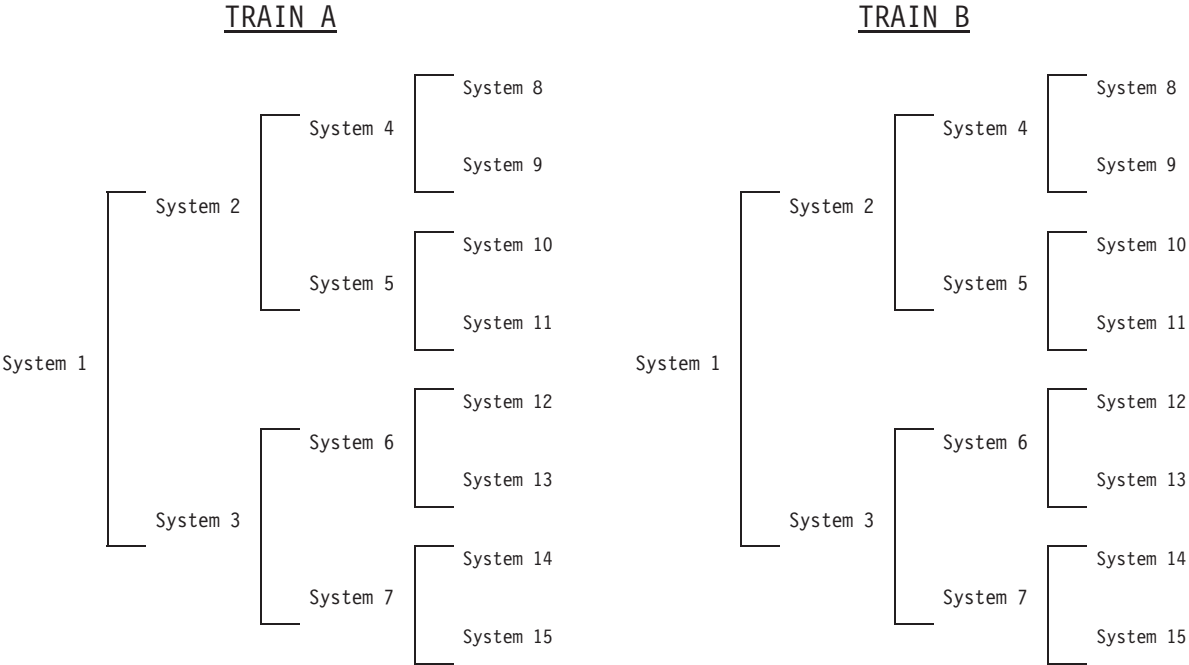 TRAIN A
TRAIN B
System 8
System 8
System 4
System 4
System 9
System 9
System 2
System 2
System 10
System 10
System 5
System 5
System 11
System 11
System 1
System 1
System 12
System 12
System 6
System 6
System 13
System 13
System 3
System 3
System 14
System 14
System 7
System 7
System 15
System 15